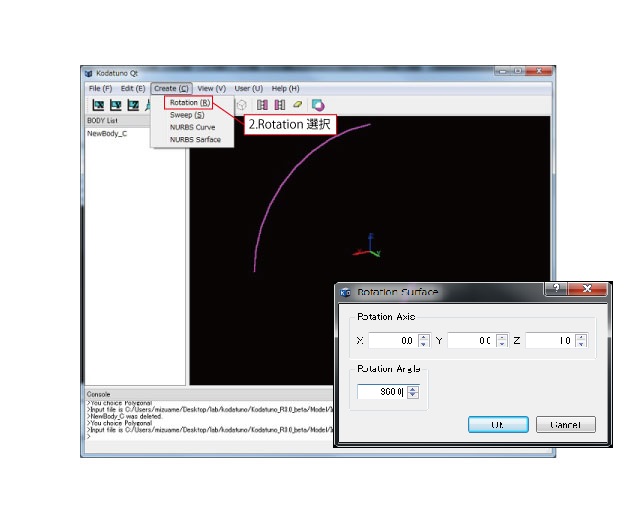 Kodatuno Qt
File (F) Edit (E) Create (C) View (V) User (U) Help (H)
Rotation (R)
Sweep (S)
NURBS Curve
NURBS Sarface
2.Rotation 選択
BODY List
NewBody_C
Rotation Surface
Rotation Axis
X 0.0 Y 0.0 Z 1.0
Rotation Angle
360.0
OK Cancel
Console
>You choice Polygonal
>Input file is C:/Users/mizuame/Desktop/lab/kodatuno/Kodatuno_R3.0_beta/Model/I
>NewBody_C was deleted.
>You choice Polygonal
>Input file is C:/Users/mizuame/Desktop/lab/kodatuno/Kodatuno_R3.0_beta/Model/I
>